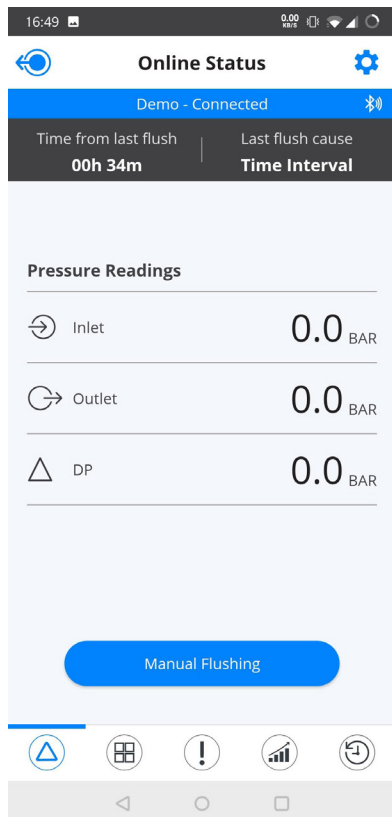 16:49
0.00
KB/S
Online Status
Demo - Connected
Time from last flush
00h 34m
Last flush cause
Time Interval
Pressure Readings
Inlet
0.0 BAR
Outlet
0.0 BAR
DP
0.0 BAR
Manual Flushing